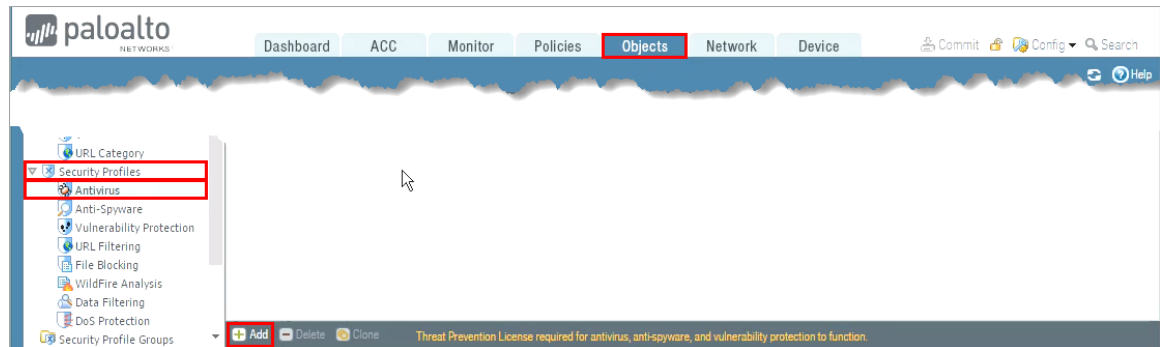 paloalto
NETWORKS
Dashboard ACC Monitor Policies Objects Network Device Commit Config Search
Help
URL Category
Security Profiles
Antivirus
Anti-Spyware
Vulnerability Protection
URL Filtering
File Blocking
WildFire Analysis
Data Filtering
DoS Protection
Security Profile Groups
Add Delete Clone Threat Prevention License required for antivirus, anti-spyware, and vulnerability protection to function.